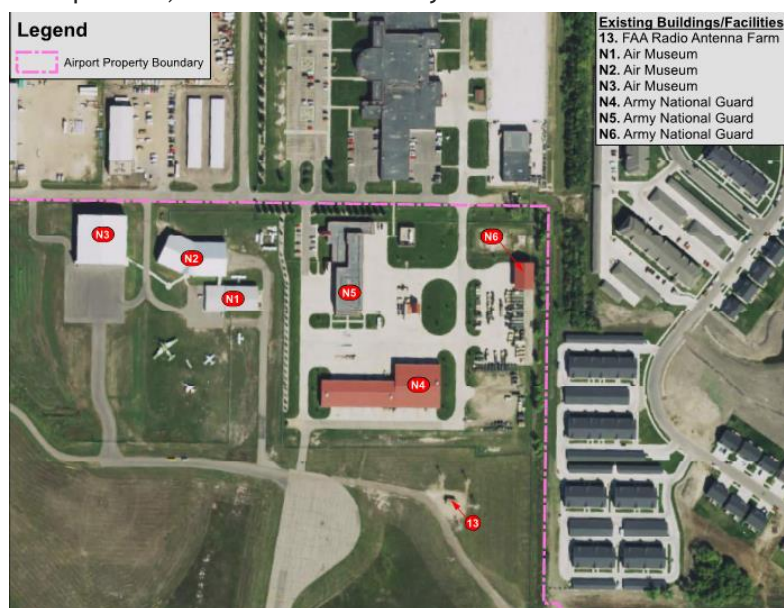 Legend
Airport Property Boundary
Existing Buildings/Facilities
13. FAA Radio Antenna Farm
N1. Air Museum
N2. Air Museum
N3. Air Museum
N4. Army National Guard
N5. Army National Guard
N6. Army National Guard
N3
N2
N1
N6
N5
N4
13